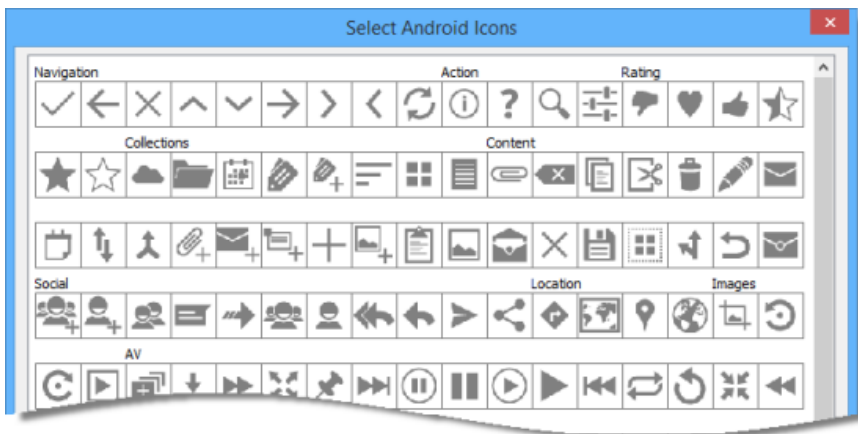 Select Android Icons
Navigation Action Rating
Collections Content
Social Location Images
AV